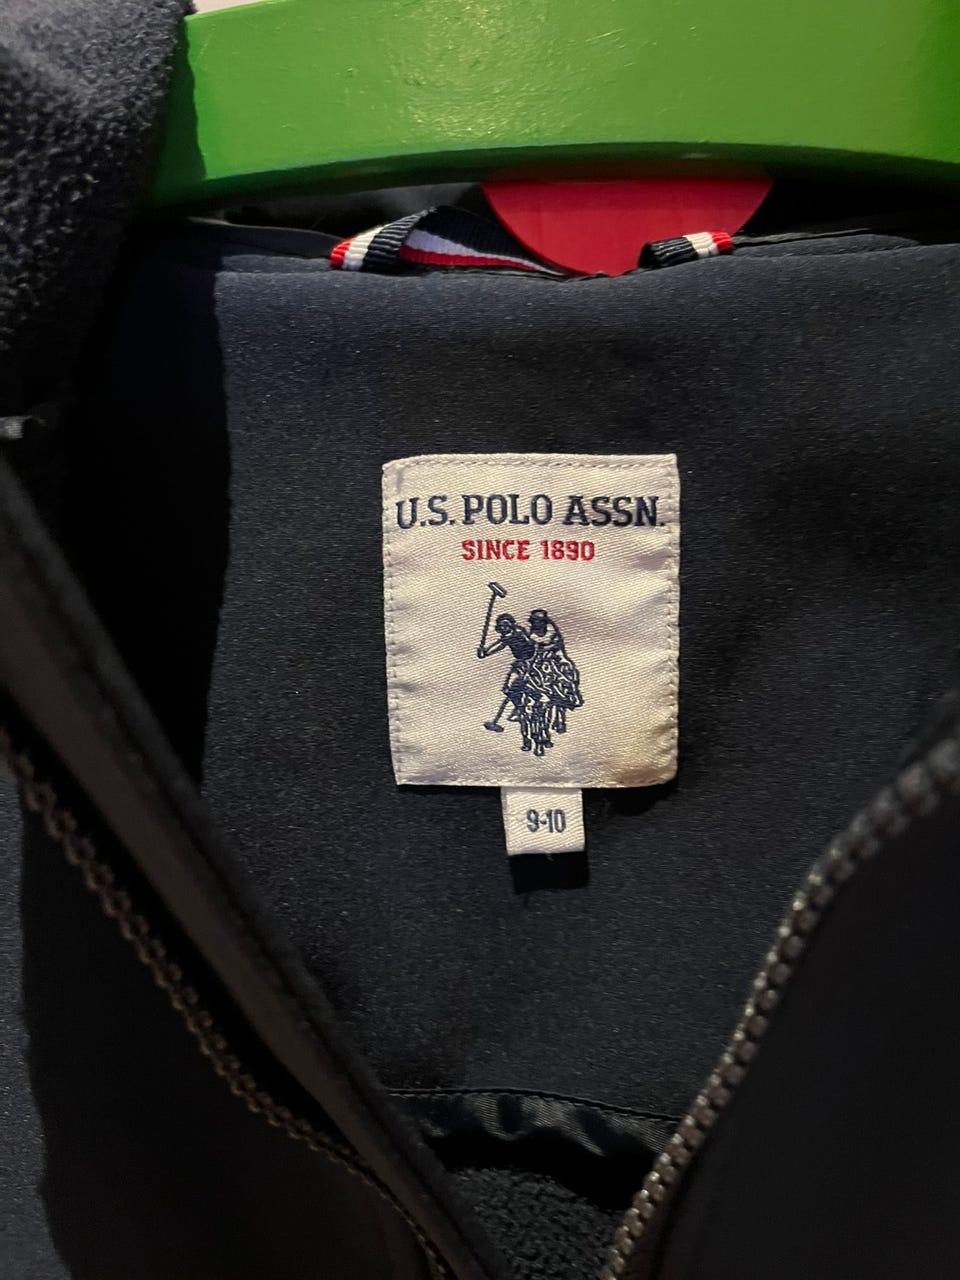 U.S. POLO ASSN.
SINCE 1890
9-10